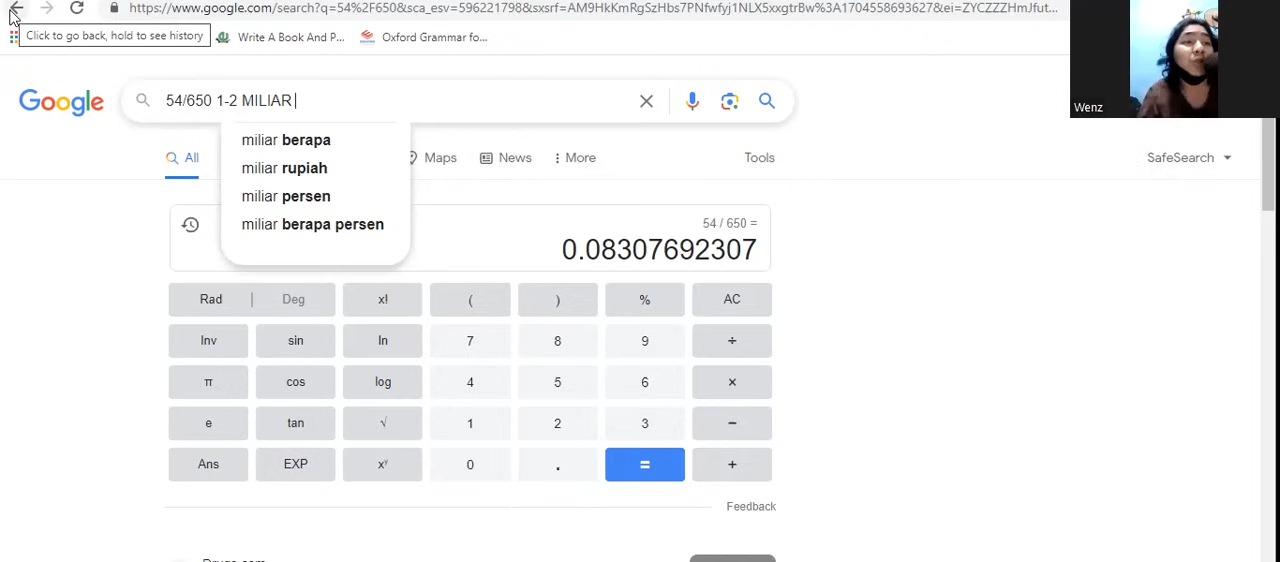 https://www.google.com/search?q=54%2F650&sca_esv=596221798&sxsrf=AM9HkKmRgSzHbs7PNfwfyj1NLX5xxgtrBw%3A1704558693627&ei=ZYCZZZHmJfut...
Click to go back, hold to see history
Write A Book And P...
Oxford Grammar fo...
Wenz
Google
54/650 1-2 MILIAR
miliar berapa
miliar rupiah
miliar persen
miliar berapa persen
All
Maps
News
More
Tools
SafeSearch
54 / 650 =
0.08307692307
Rad | Deg x! ( ) % AC
Inv sin ln 7 8 9 ÷
π cos log 4 5 6 ×
e tan √ 1 2 3 −
Ans EXP xʸ 0 . = +
Feedback
Drugs.com